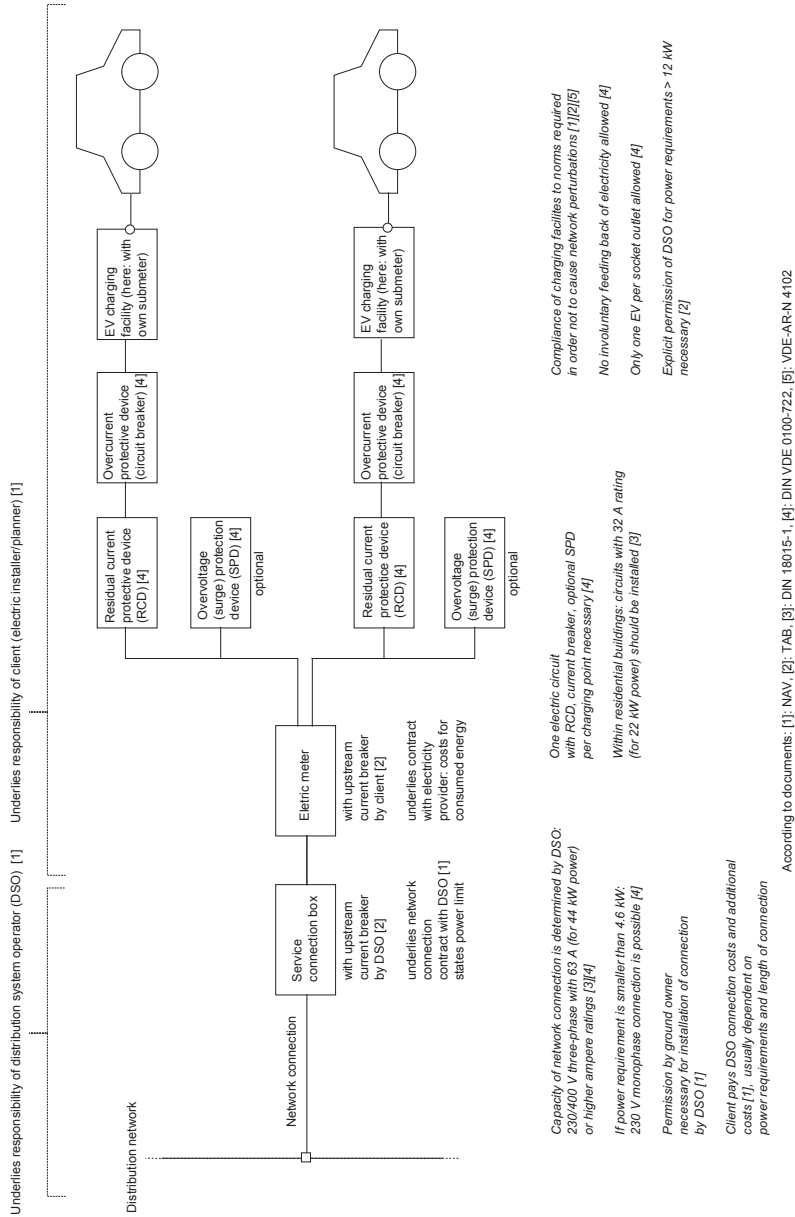 Underlies responsibility of distribution system operator (DSO) [1]
Underlies responsibility of client (electric installer/planner) [1]
Distribution network
Network connection
Service
connection box
with upstream
current breaker
by DSO [2]
underlies network
connection
contract with DSO [1]
states power limit
Eletric meter
with upstream
current breaker
by client [2]
underlies contract
with electricity
provider: costs for
consumed energy
Residual current
protective device
(RCD) [4]
Overvoltage
(surge) protection
device (SPD) [4]
optional
Overcurrent
protective device
(circuit breaker) [4]
EV charging
facility (here: with
own submeter)
Residual current
protectice device
(RCD) [4]
Overvoltage
(surge) protection
device (SPD) [4]
optional
Overcurrent
protective device
(circuit breaker) [4]
EV charging
facility (here: with
own submeter)
Capacity of network connection is determined by DSO:
230/400 V three-phase with 63 A (for 44 kW power)
or higher ampere ratings [3][4]
If power requirement is smaller than 4.6 kW:
230 V monophase connection is possible [4]
Permission by ground owner
necessary for installation of connection
by DSO [1]
Client pays DSO connection costs and additional
costs [1], usually dependent on
power requirements and length of connection
One electric circuit
with RCD, current breaker, optional SPD
per charging point necessary [4]
Within residential buildings: circuits with 32 A rating
(for 22 kW power) should be installed [3]
Compliance of charging facilites to norms required
in order not to cause network perturbations [1][2][5]
No involuntary feeding back of electricity allowed [4]
Only one EV per socket outlet allowed [4]
Explicit permission of DSO for power requirements > 12 kW
necessary [2]
According to documents: [1]: NAV, [2]: TAB, [3]: DIN 18015-1, [4]: DIN VDE 0100-722, [5]: VDE-AR-N 4102